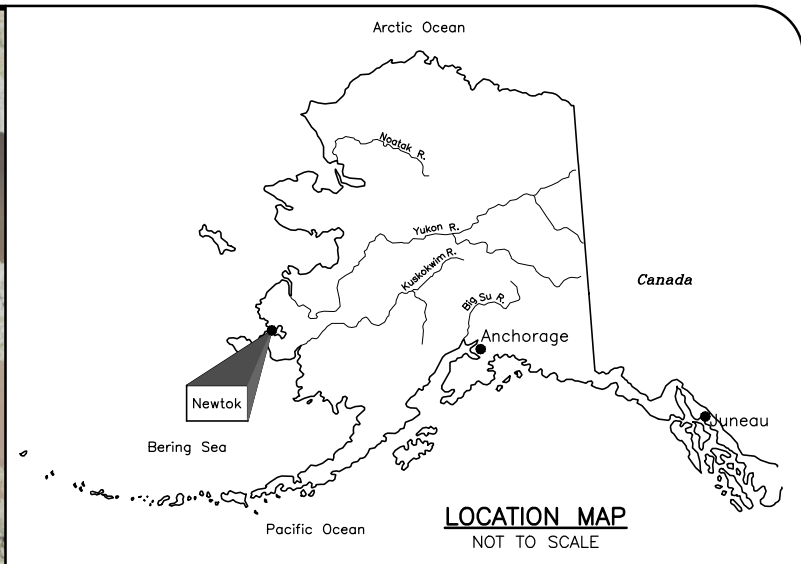 Arctic Ocean
Noatak R.
Yukon R.
Kuskokwim R.
Canada
Big Su R.
Anchorage
Newtok
Juneau
Bering Sea
Pacific Ocean
LOCATION MAP
NOT TO SCALE